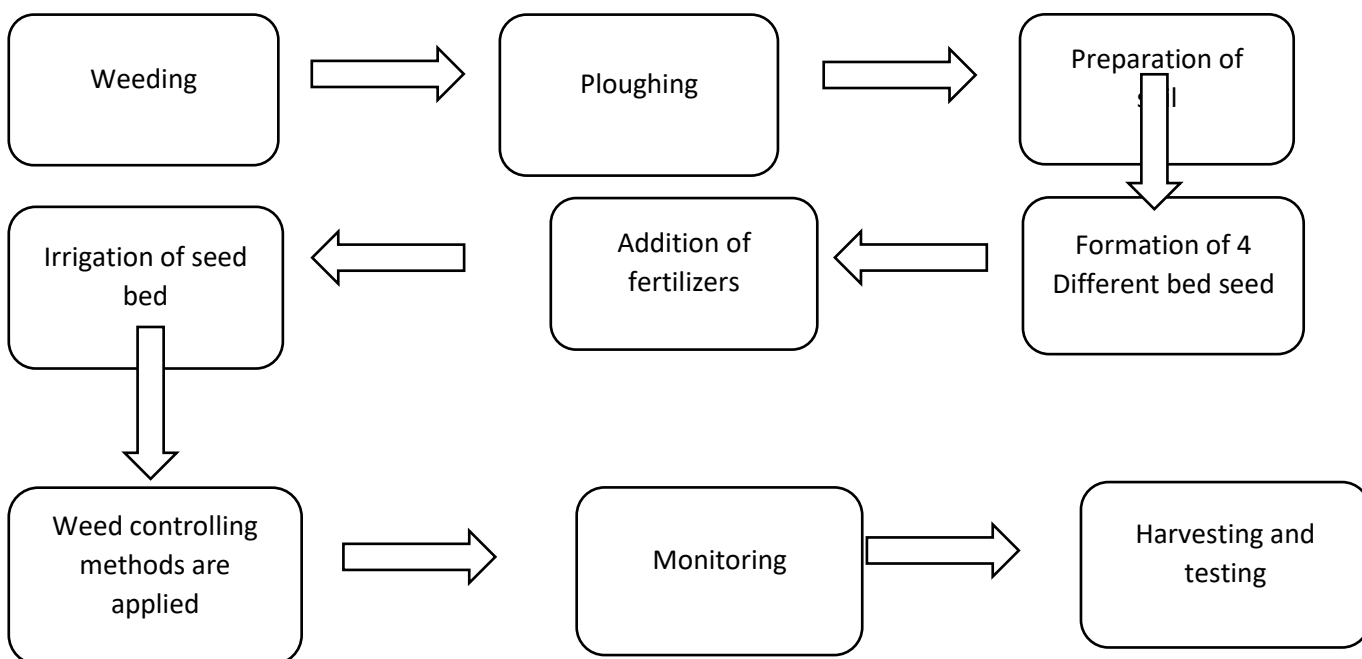 Weeding
Ploughing
Preparation of
Formation of 4
Different bed seed
Addition of
fertilizers
Irrigation of seed
bed
Weed controlling
methods are
applied
Monitoring
Harvesting and
testing